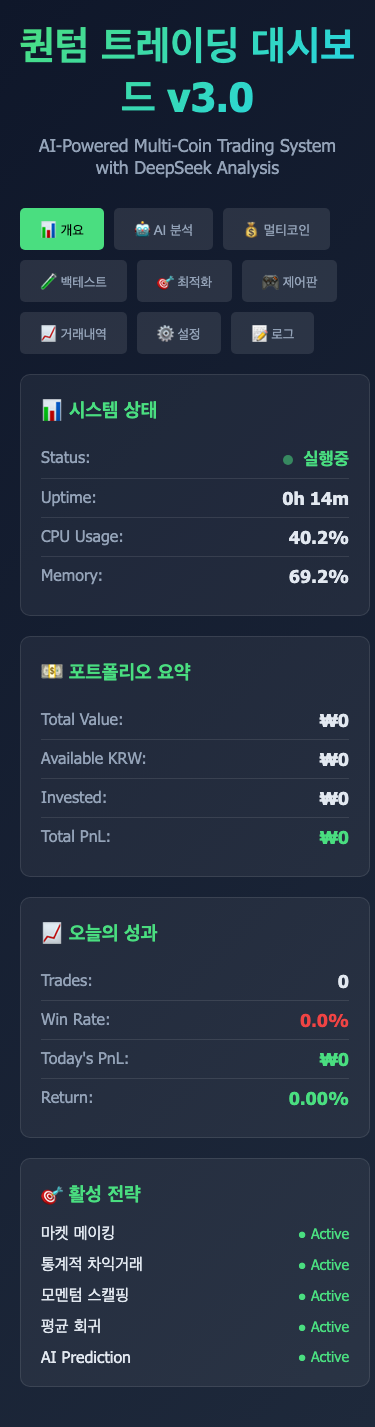 퀀텀 트레이딩 대시보
드 v3.0
AI-Powered Multi-Coin Trading System
with DeepSeek Analysis
📊 개요
🤖 AI 분석
💰 멀티코인
🧪 백테스트
🎯 최적화
🎮 제어판
📈 거래내역
⚙️ 설정
📝 로그
📊 시스템 상태
Status: ● 실행중
Uptime: 0h 14m
CPU Usage: 40.2%
Memory: 69.2%
💵 포트폴리오 요약
Total Value: ₩0
Available KRW: ₩0
Invested: ₩0
Total PnL: ₩0
📈 오늘의 성과
Trades: 0
Win Rate: 0.0%
Today's PnL: ₩0
Return: 0.00%
🎯 활성 전략
마켓 메이킹 ● Active
통계적 차익거래 ● Active
모멘텀 스캘핑 ● Active
평균 회귀 ● Active
AI Prediction ● Active